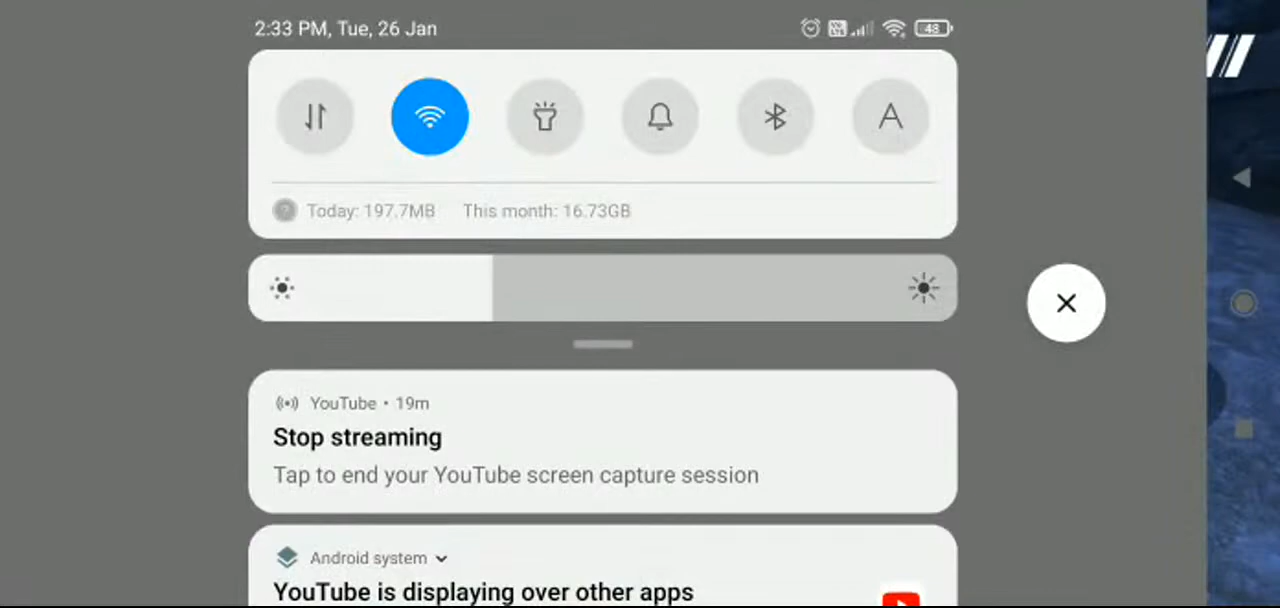 2:33 PM, Tue, 26 Jan
48
A
Today: 197.7MB This month: 16.73GB
YouTube • 19m
Stop streaming
Tap to end your YouTube screen capture session
Android system
YouTube is displaying over other apps